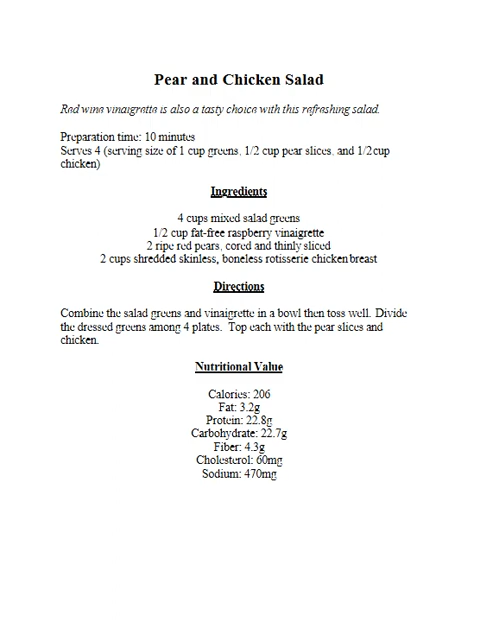 Pear and Chicken Salad
Red wine vinaigrette is also a tasty choice with this refreshing salad.
Preparation time: 10 minutes
Serves 4 (serving size of 1 cup greens, 1/2 cup pear slices, and 1/2 cup
chicken)
Ingredients
4 cups mixed salad greens
1/2 cup fat-free raspberry vinaigrette
2 ripe red pears, cored and thinly sliced
2 cups shredded skinless, boneless rotisserie chicken breast
Directions
Combine the salad greens and vinaigrette in a bowl then toss well. Divide
the dressed greens among 4 plates. Top each with the pear slices and
chicken.
Nutritional Value
Calories: 206
Fat: 3.2g
Protein: 22.8g
Carbohydrate: 22.7g
Fiber: 4.3g
Cholesterol: 60mg
Sodium: 470mg